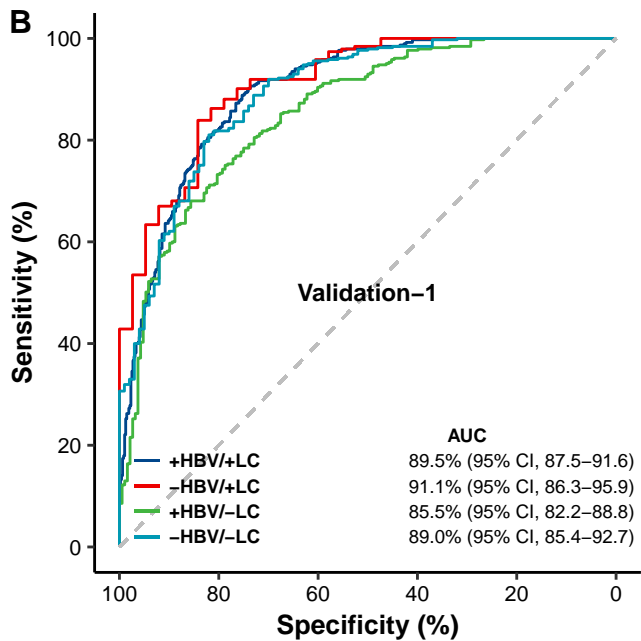 B
100
80
60
40
20
0
Sensitivity (%)
Validation−1
AUC
+HBV/+LC 89.5% (95% CI, 87.5–91.6)
−HBV/+LC 91.1% (95% CI, 86.3–95.9)
+HBV/−LC 85.5% (95% CI, 82.2–88.8)
−HBV/−LC 89.0% (95% CI, 85.4–92.7)
100 80 60 40 20 0
Specificity (%)